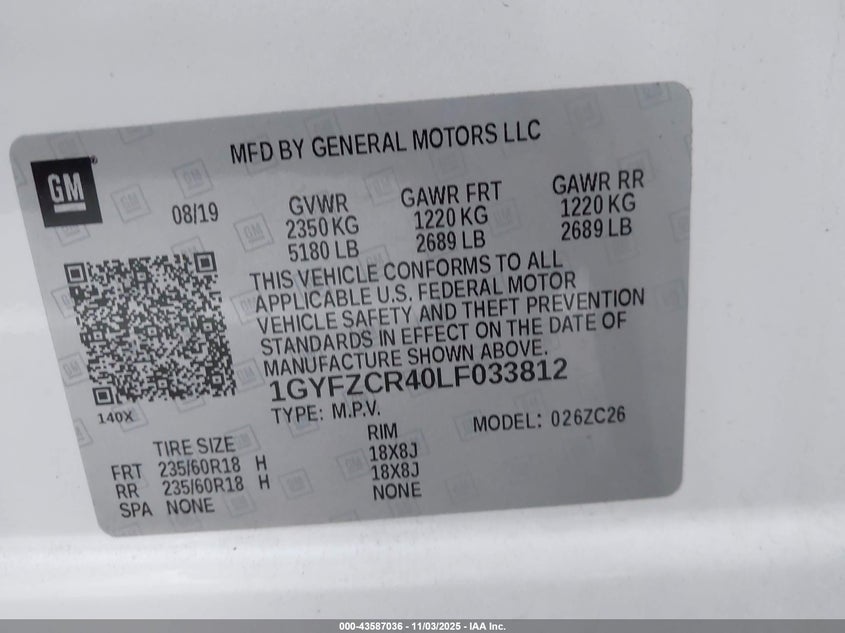 MFD BY GENERAL MOTORS LLC
GM
08/19
GVWR GAWR FRT GAWR RR
2350 KG 1220 KG 1220 KG
5180 LB 2689 LB 2689 LB
THIS VEHICLE CONFORMS TO ALL
APPLICABLE U.S. FEDERAL MOTOR
VEHICLE SAFETY AND THEFT PREVENTION
STANDARDS IN EFFECT ON THE DATE OF
MANUFACTURE SHOWN ABOVE.
1GYFZCR40LF033812
140X
TYPE: M.P.V. MODEL: 026ZC26
TIRE SIZE RIM
FRT 235/60R18 H 18X8J
RR 235/60R18 H 18X8J
SPA NONE NONE
000-43587036 - 11/03/2025 - IAA Inc.